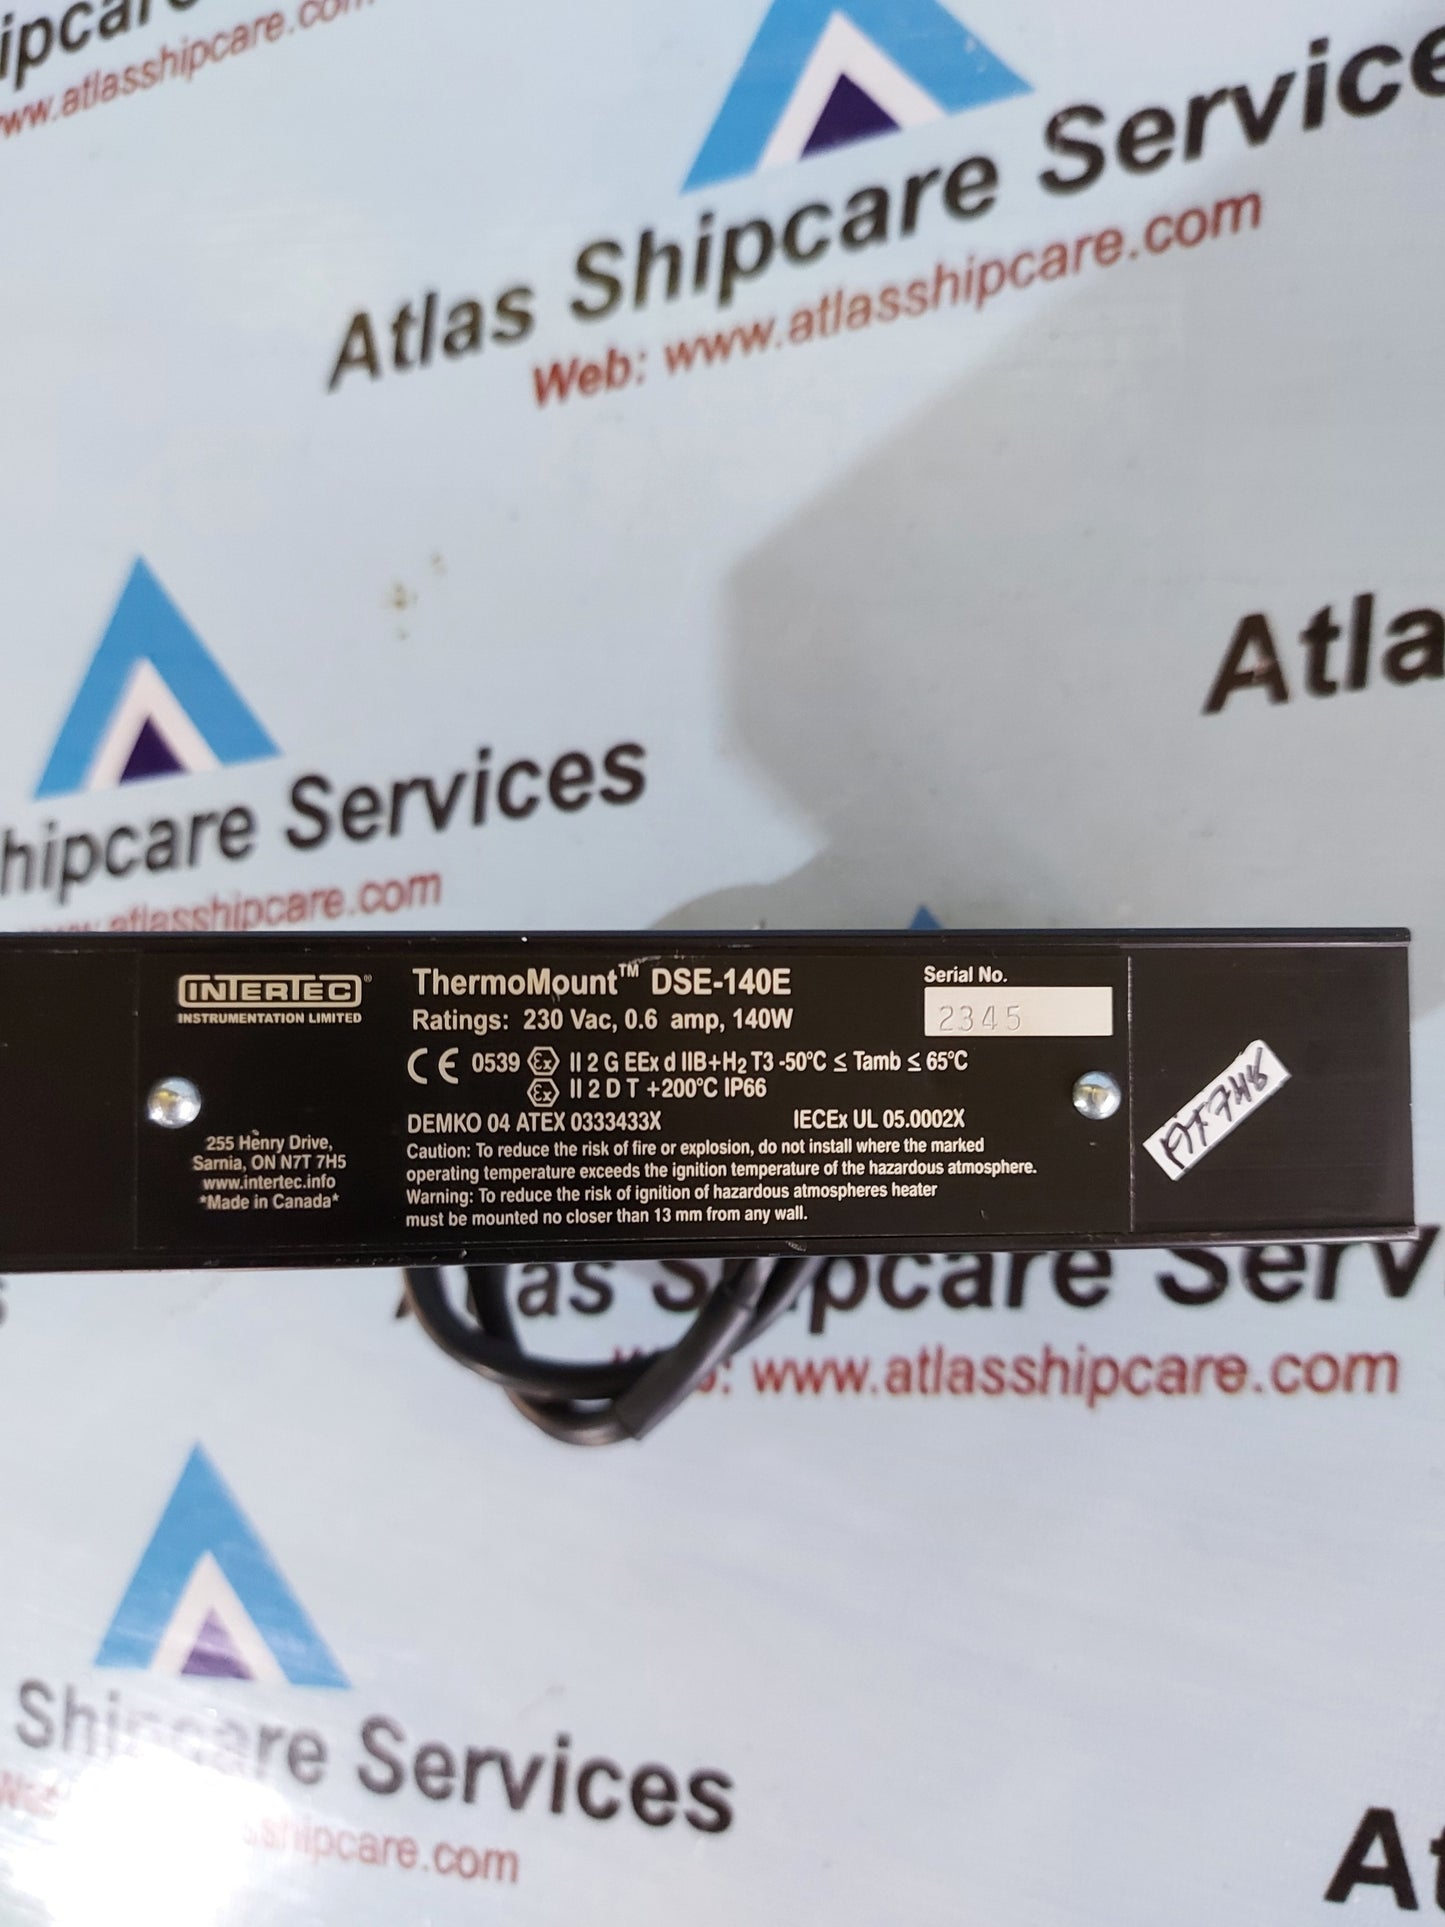 www.atlasshipcare.com
Atlas Shipcare Service
Web: www.atlasshipcare.com
Atla
hipcare Services
atlasshipcare.com
INTERTEC®
INSTRUMENTATION LIMITED
255 Henry Drive,
Sarnia, ON N7T 7H5
www.intertec.info
*Made in Canada*
ThermoMount™ DSE-140E
Ratings: 230 Vac, 0.6 amp, 140W
Serial No.
2345
CE 0539 Ex II 2 G EEx d IIB+H₂ T3 -50°C ≤ Tamb ≤ 65°C
Ex II 2 D T +200°C IP66
DEMKO 04 ATEX 0333433X IECEx UL 05.0002X
Caution: To reduce the risk of fire or explosion, do not install where the marked
operating temperature exceeds the ignition temperature of the hazardous atmosphere.
Warning: To reduce the risk of ignition of hazardous atmospheres heater
must be mounted no closer than 13 mm from any wall.
www.atlasshipcare.com
Shipcare Services
shipcare.com